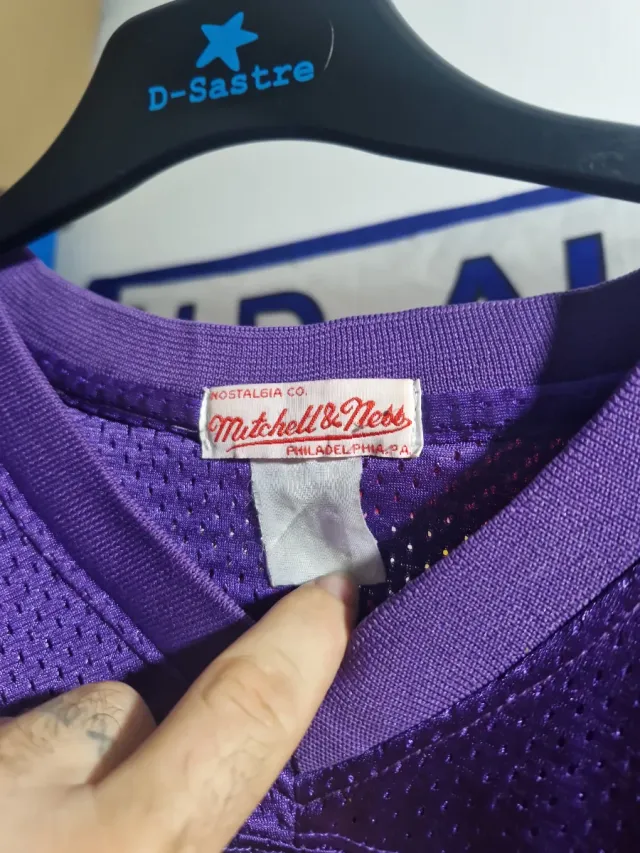 D-Sastre
NOSTALGIA CO.
Mitchell & Ness
PHILADELPHIA, PA